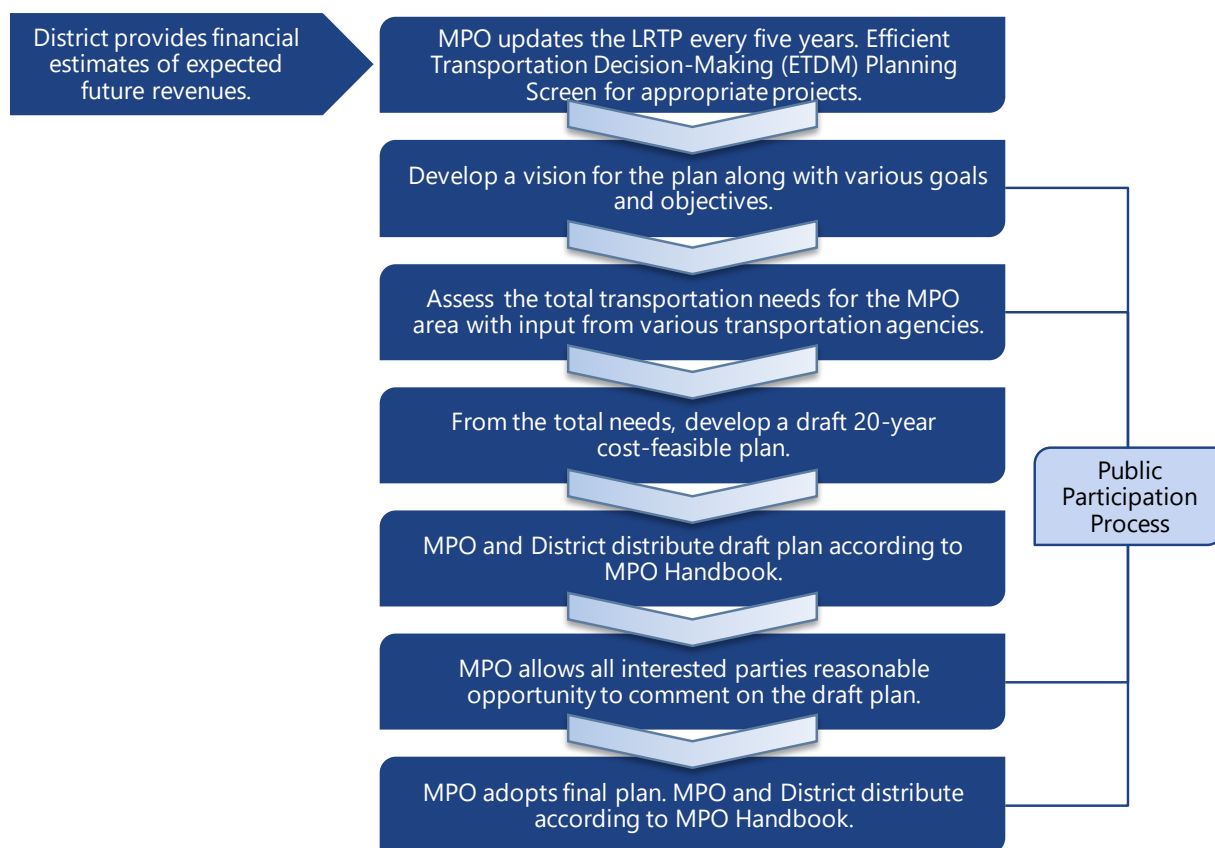 District provides financial
estimates of expected
future revenues.
MPO updates the LRTP every five years. Efficient
Transportation Decision-Making (ETDM) Planning
Screen for appropriate projects.
Develop a vision for the plan along with various goals
and objectives.
Assess the total transportation needs for the MPO
area with input from various transportation agencies.
From the total needs, develop a draft 20-year
cost-feasible plan.
Public
Participation
Process
MPO and District distribute draft plan according to
MPO Handbook.
MPO allows all interested parties reasonable
opportunity to comment on the draft plan.
MPO adopts final plan. MPO and District distribute
according to MPO Handbook.